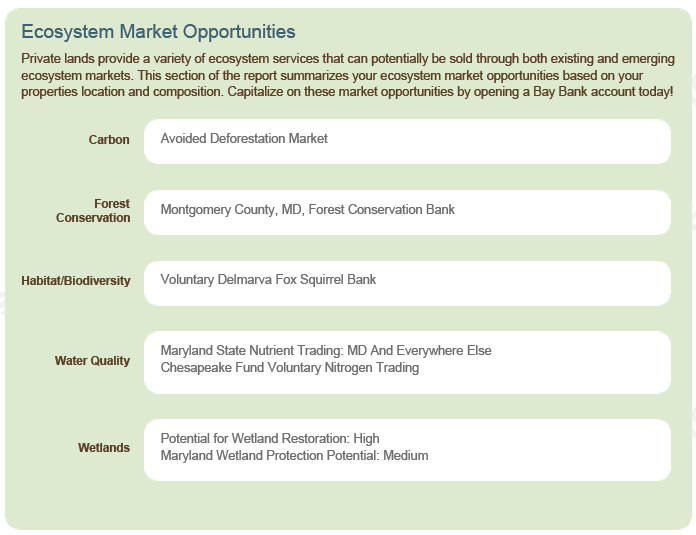 Ecosystem Market Opportunities
Private lands provide a variety of ecosystem services that can potentially be sold through both existing and emerging
ecosystem markets. This section of the report summarizes your ecosystem market opportunities based on your
properties location and composition. Capitalize on these market opportunities by opening a Bay Bank account today!
Carbon
Avoided Deforestation Market
Forest
Conservation
Montgomery County, MD, Forest Conservation Bank
Habitat/Biodiversity
Voluntary Delmarva Fox Squirrel Bank
Water Quality
Maryland State Nutrient Trading: MD And Everywhere Else
Chesapeake Fund Voluntary Nitrogen Trading
Wetlands
Potential for Wetland Restoration: High
Maryland Wetland Protection Potential: Medium